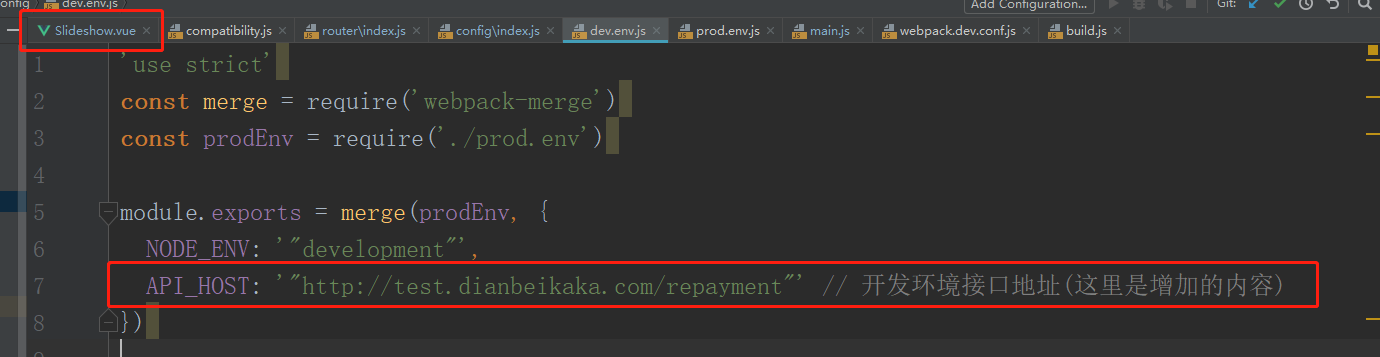 onfig
dev.env.js
Add Configuration...
Git:
Slideshow.vue
compatibility.js
router\index.js
config\index.js
dev.env.js
prod.env.js
main.js
webpack.dev.conf.js
build.js
1 'use strict'
2 const merge = require('webpack-merge')
3 const prodEnv = require('./prod.env')
4
5 module.exports = merge(prodEnv, {
6 NODE_ENV: '"development"',
7 API_HOST: '"http://test.dianbeikaka.com/repayment"' // 开发环境接口地址(这里是增加的内容)
8 })